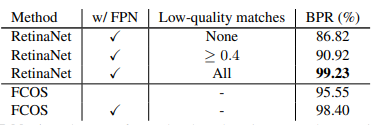 Method w/ FPN Low-quality matches BPR (%)
RetinaNet ✓ None 86.82
RetinaNet ✓ ≥ 0.4 90.92
RetinaNet ✓ All 99.23
FCOS - 95.55
FCOS ✓ - 98.40